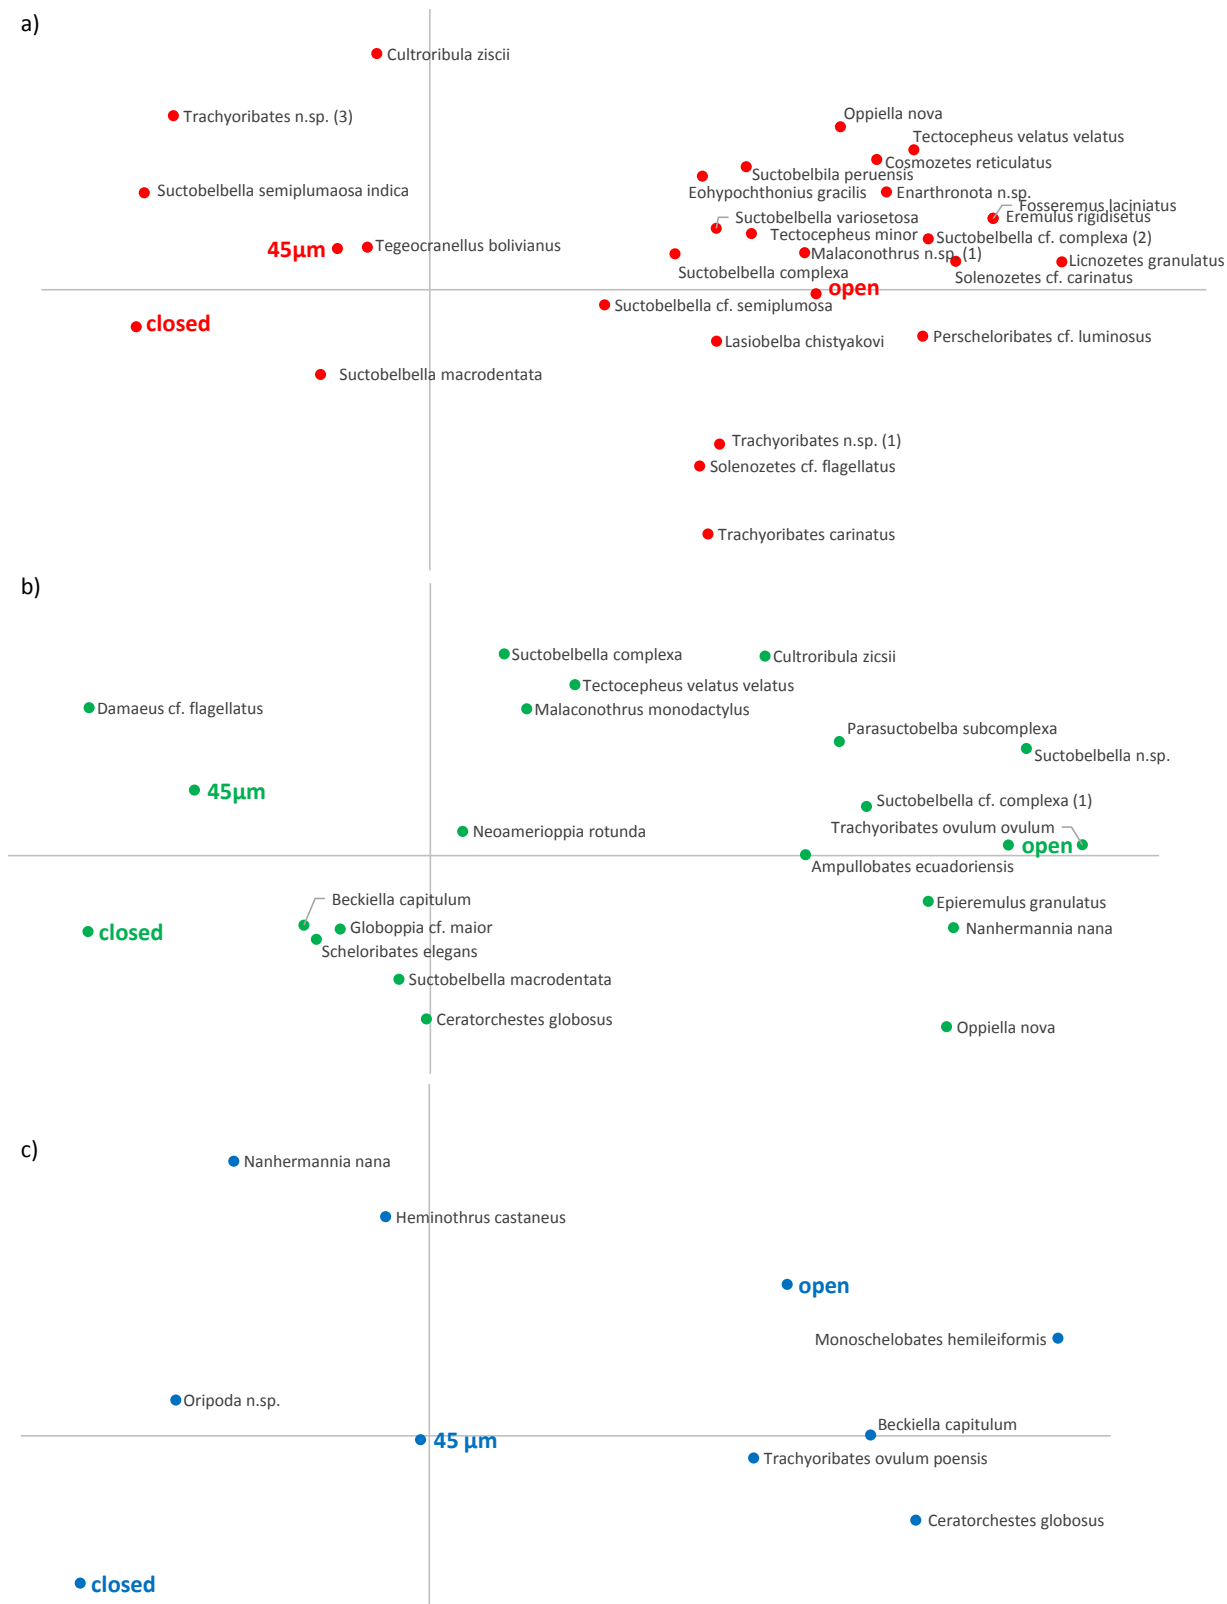 a)
Cultroribula ziscii
Trachyoribates n.sp. (3)
Oppiella nova
Tectocepheus velatus velatus
Cosmozetes reticulatus
Suctobelbila peruensis
Suctobelbella semiplumaosa indica
Eohypochthonius gracilis
Enarthronota n.sp.
Fosseremus laciniatus
Suctobelbella variosetosa
Eremulus rigidisetus
Tectocepheus minor
Suctobelbella cf. complexa (2)
45µm
Tegeocranellus bolivianus
Malaconothrus n.sp. (1)
Licnozetes granulatus
Suctobelbella complexa
Solenozetes cf. carinatus
open
Suctobelbella cf. semiplumosa
closed
Lasiobelba chistyakovi
Perscheloribates cf. luminosus
Suctobelbella macrodentata
Trachyoribates n.sp. (1)
Solenozetes cf. flagellatus
Trachyoribates carinatus
b)
Suctobelbella complexa
Cultroribula zicsii
Tectocepheus velatus velatus
Damaeus cf. flagellatus
Malaconothrus monodactylus
Parasuctobelba subcomplexa
Suctobelbella n.sp.
45µm
Suctobelbella cf. complexa (1)
Neoamerioppia rotunda
Trachyoribates ovulum ovulum
open
Ampullobates ecuadoriensis
Beckiella capitulum
Epieremulus granulatus
closed
Globoppia cf. maior
Nanhermannia nana
Scheloribates elegans
Suctobelbella macrodentata
Ceratorchestes globosus
Oppiella nova
c)
Nanhermannia nana
Heminothrus castaneus
open
Monoschelobates hemileiformis
Oripoda n.sp.
Beckiella capitulum
45 µm
Trachyoribates ovulum poensis
Ceratorchestes globosus
closed